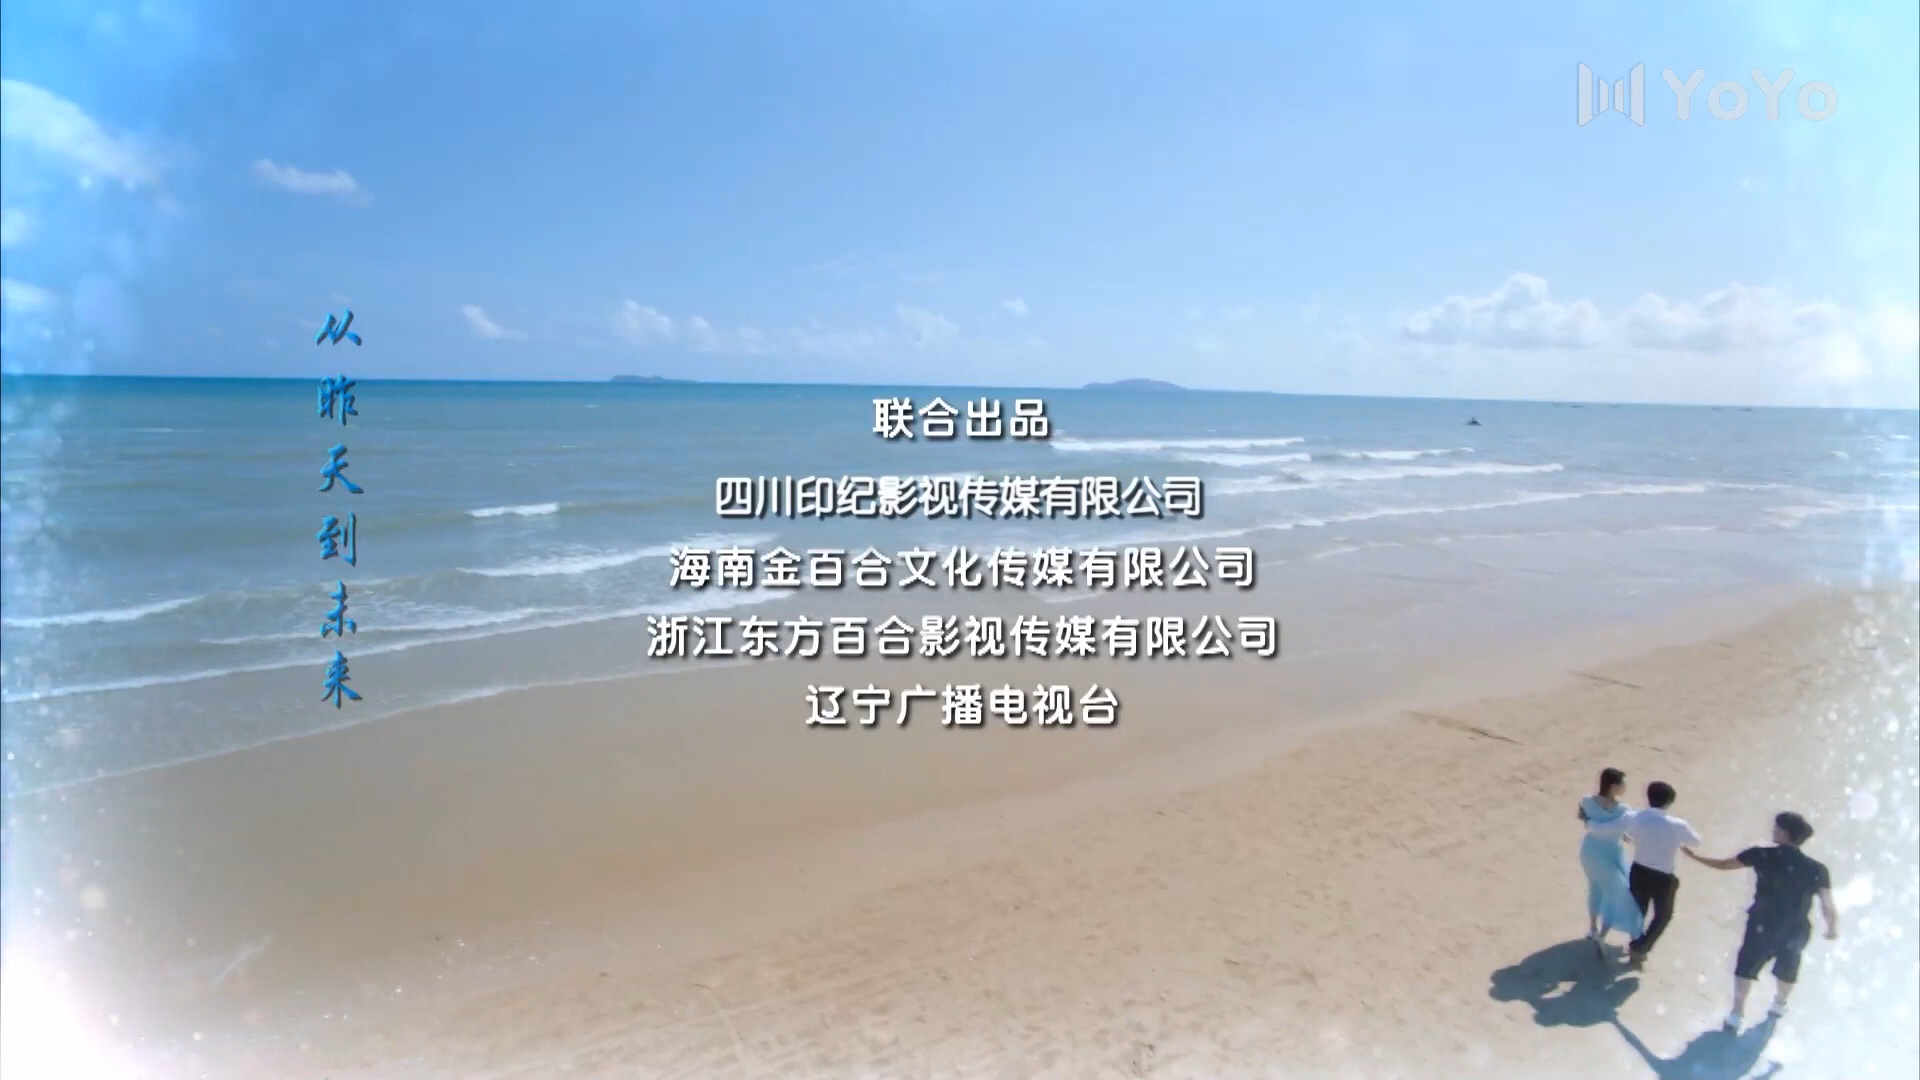 YoYo
从昨天到未来
联合出品
四川印纪影视传媒有限公司
海南金百合文化传媒有限公司
浙江东方百合影视传媒有限公司
辽宁广播电视台